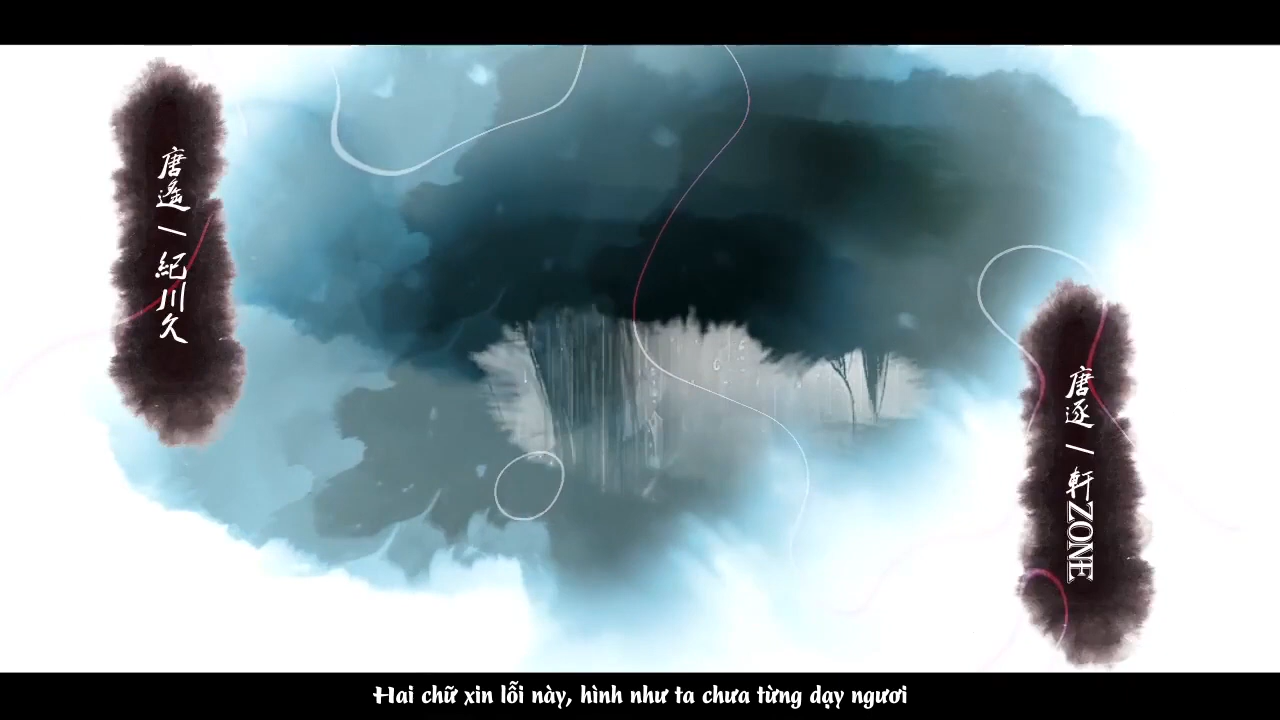 唐遙 | 紀川久
唐逐 | 軒ZONE
Hai chữ xin lỗi này, hình như ta chưa từng dạy ngươi